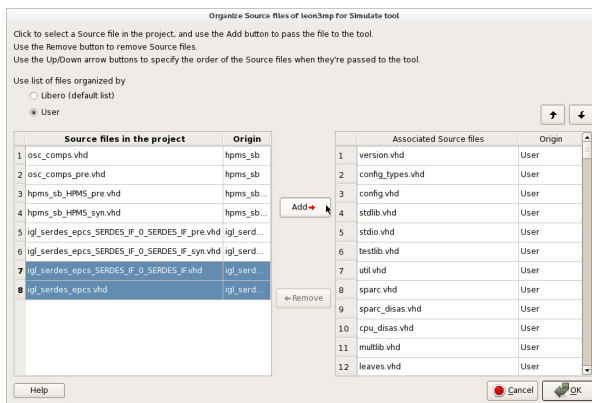 Organize Source files of leon3mp for Simulate tool
Click to select a Source file in the project, and use the Add button to pass the file to the tool.
Use the Remove button to remove Source files.
Use the Up/Down arrow buttons to specify the order of the Source files when they're passed to the tool.
Use list of files organized by
Libero (default list)
User
Source files in the project Origin
1 osc_comps.vhd hpms_sb
2 osc_comps_pre.vhd hpms_sb
3 hpms_sb_HPMS_pre.vhd hpms_sb...
4 hpms_sb_HPMS_syn.vhd hpms_sb...
5 igl_serdes_epcs_SERDES_IF_0_SERDES_IF_pre.vhd igl_serd...
6 igl_serdes_epcs_SERDES_IF_0_SERDES_IF_syn.vhd igl_serd...
7 igl_serdes_epcs_SERDES_IF_0_SERDES_IF.vhd igl_serd...
8 igl_serdes_epcs.vhd igl_serd...
Add
Remove
Associated Source files Origin
1 version.vhd User
2 config_types.vhd User
3 config.vhd User
4 stdlib.vhd User
5 stdio.vhd User
6 testlib.vhd User
7 util.vhd User
8 sparc.vhd User
9 sparc_disas.vhd User
10 cpu_disas.vhd User
11 multlib.vhd User
12 leaves.vhd User
Help
Cancel
OK